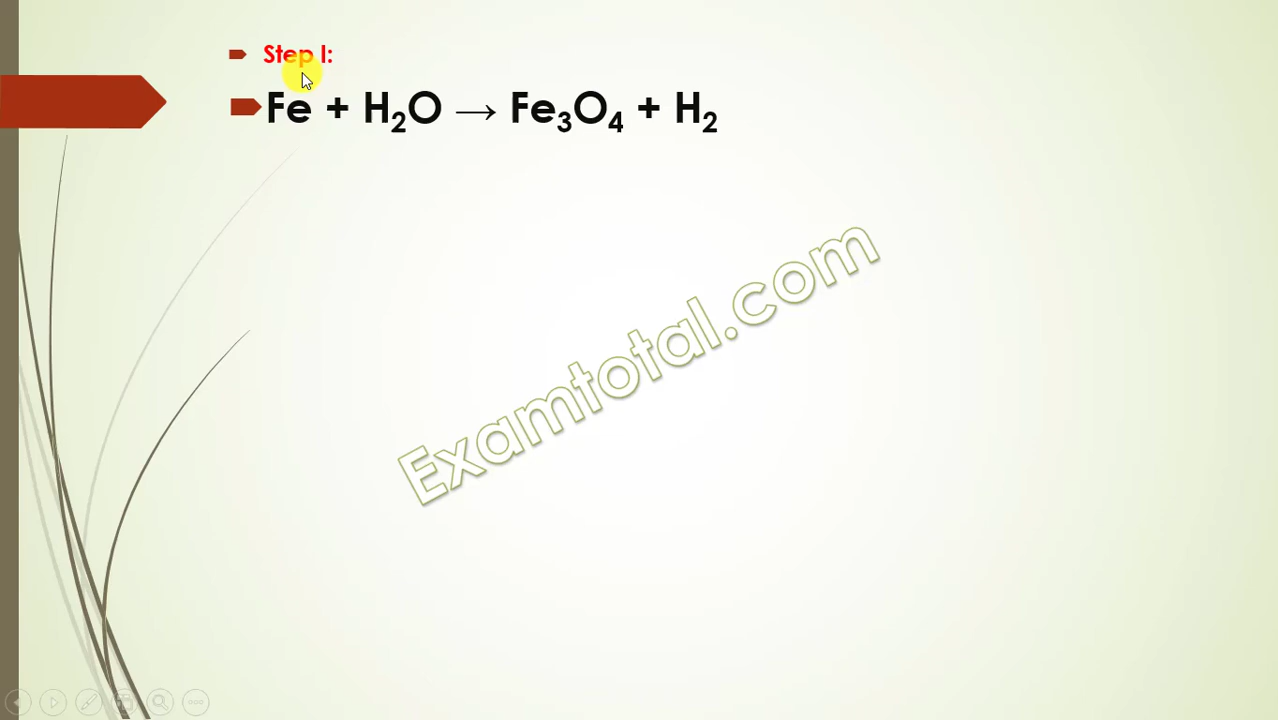 Step I:
Fe + H₂O → Fe₃O₄ + H₂
Examtotal.com